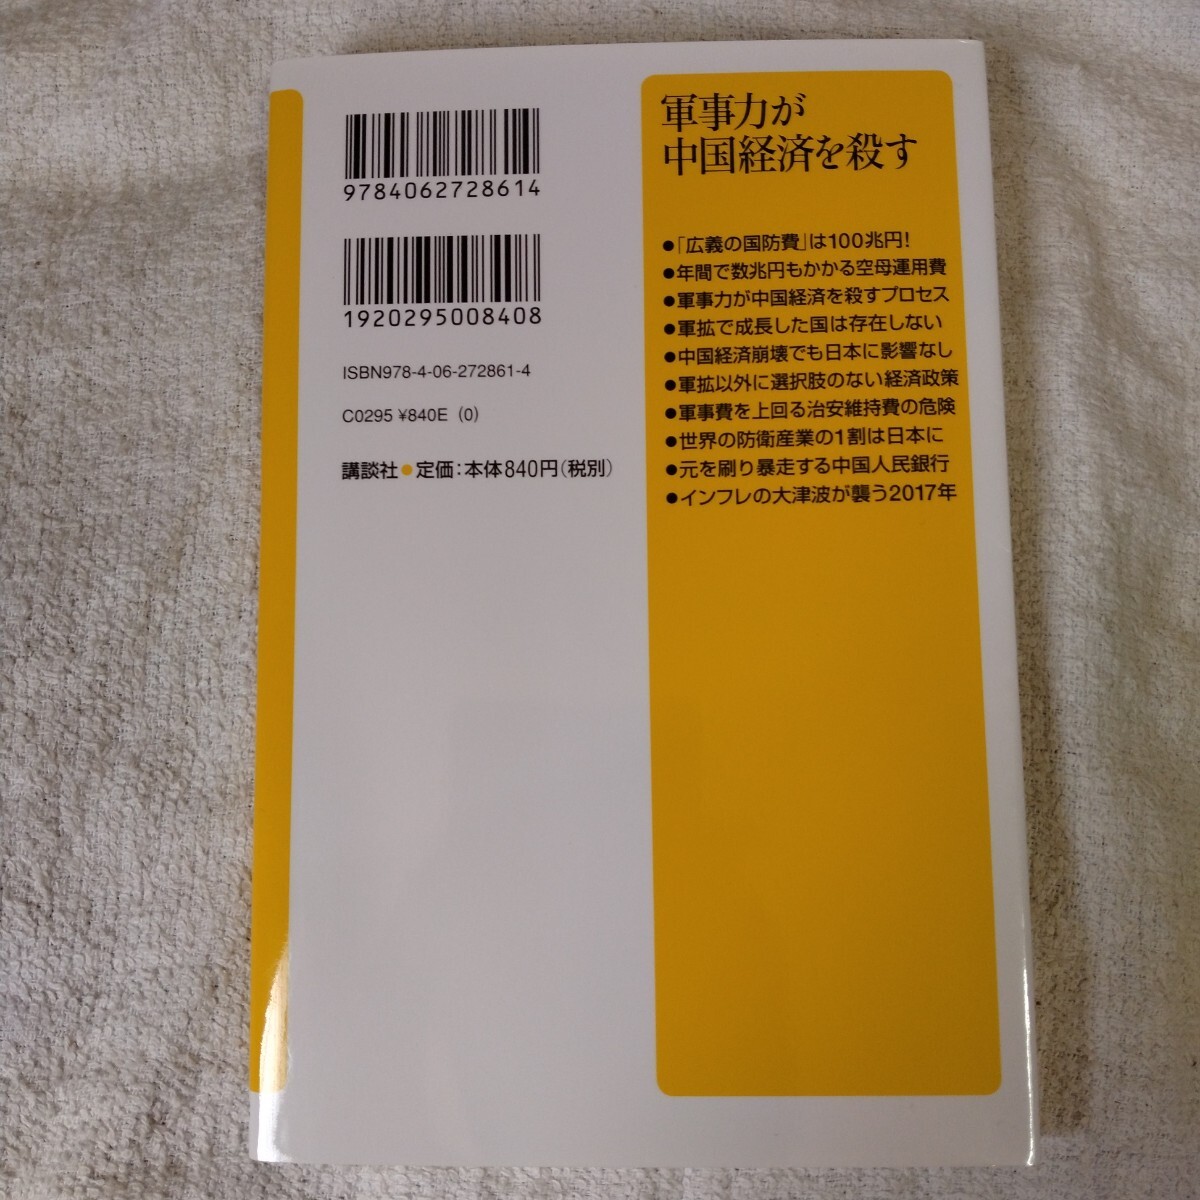 9784062728614
1920295008408
ISBN978-4-06-272861-4
C0295 ¥840E (0)
講談社●定価：本体840円（税別）
軍事力が
中国経済を殺す
●「広義の国防費」は100兆円！
●年間で数兆円もかかる空母運用費
●軍事力が中国経済を殺すプロセス
●軍拡で成長した国は存在しない
●中国経済崩壊でも日本に影響なし
●軍拡以外に選択肢のない経済政策
●軍事費を上回る治安維持費の危険
●世界の防衛産業の1割は日本に
●元を刷り暴走する中国人民銀行
●インフレの大津波が襲う2017年